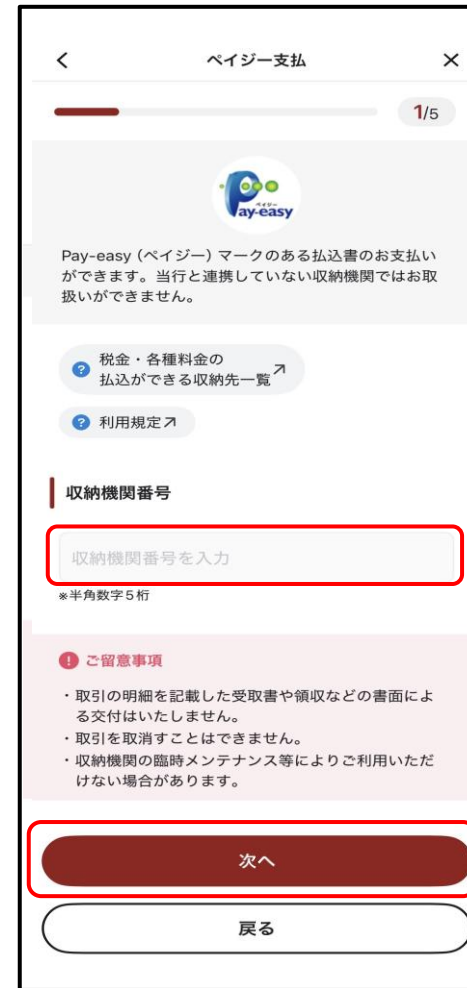 ペイジー支払
1/5
ペイジー
Pay-easy
Pay-easy（ペイジー）マークのある払込書のお支払い
ができます。当行と連携していない収納機関ではお取
扱いができません。
税金・各種料金の
払込ができる収納先一覧
利用規定
収納機関番号
収納機関番号を入力
※半角数字5桁
ご留意事項
・取引の明細を記載した受取書や領収などの書面によ
る交付はいたしません。
・取引を取消すことはできません。
・収納機関の臨時メンテナンス等によりご利用いただ
けない場合があります。
次へ
戻る